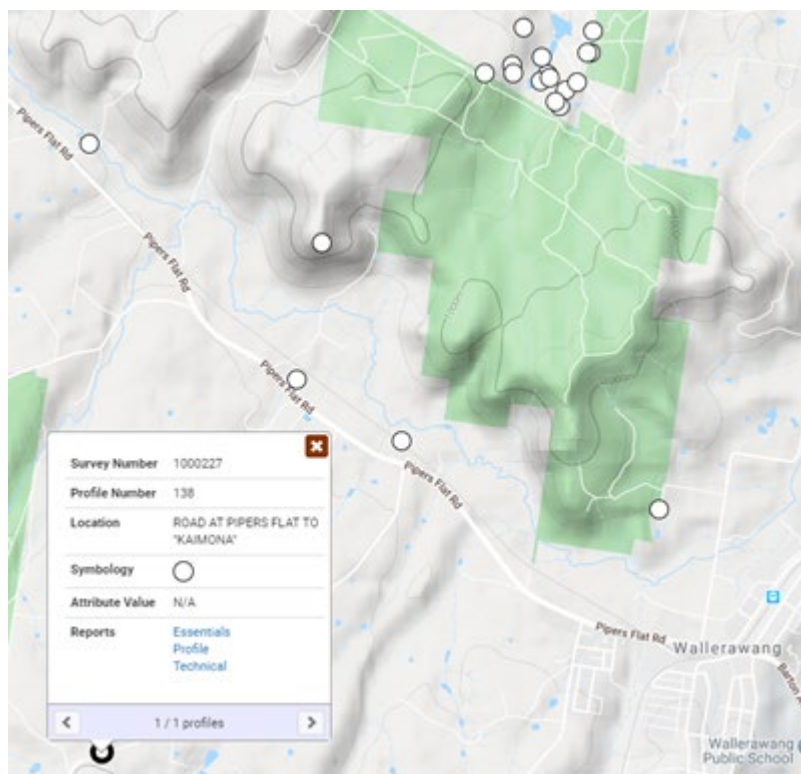 Pipers Flat Rd
Pipers Flat Rd
Pipers Flat Rd
Pipers Flat Rd
Pipers Flat Rd
Wallerawang
Barton A
Wallerawang
Public School
Survey Number 1000227
Profile Number 138
Location ROAD AT PIPERS FLAT TO
"KAIMONA"
Symbology
Attribute Value N/A
Reports Essentials
Profile
Technical
1 / 1 profiles